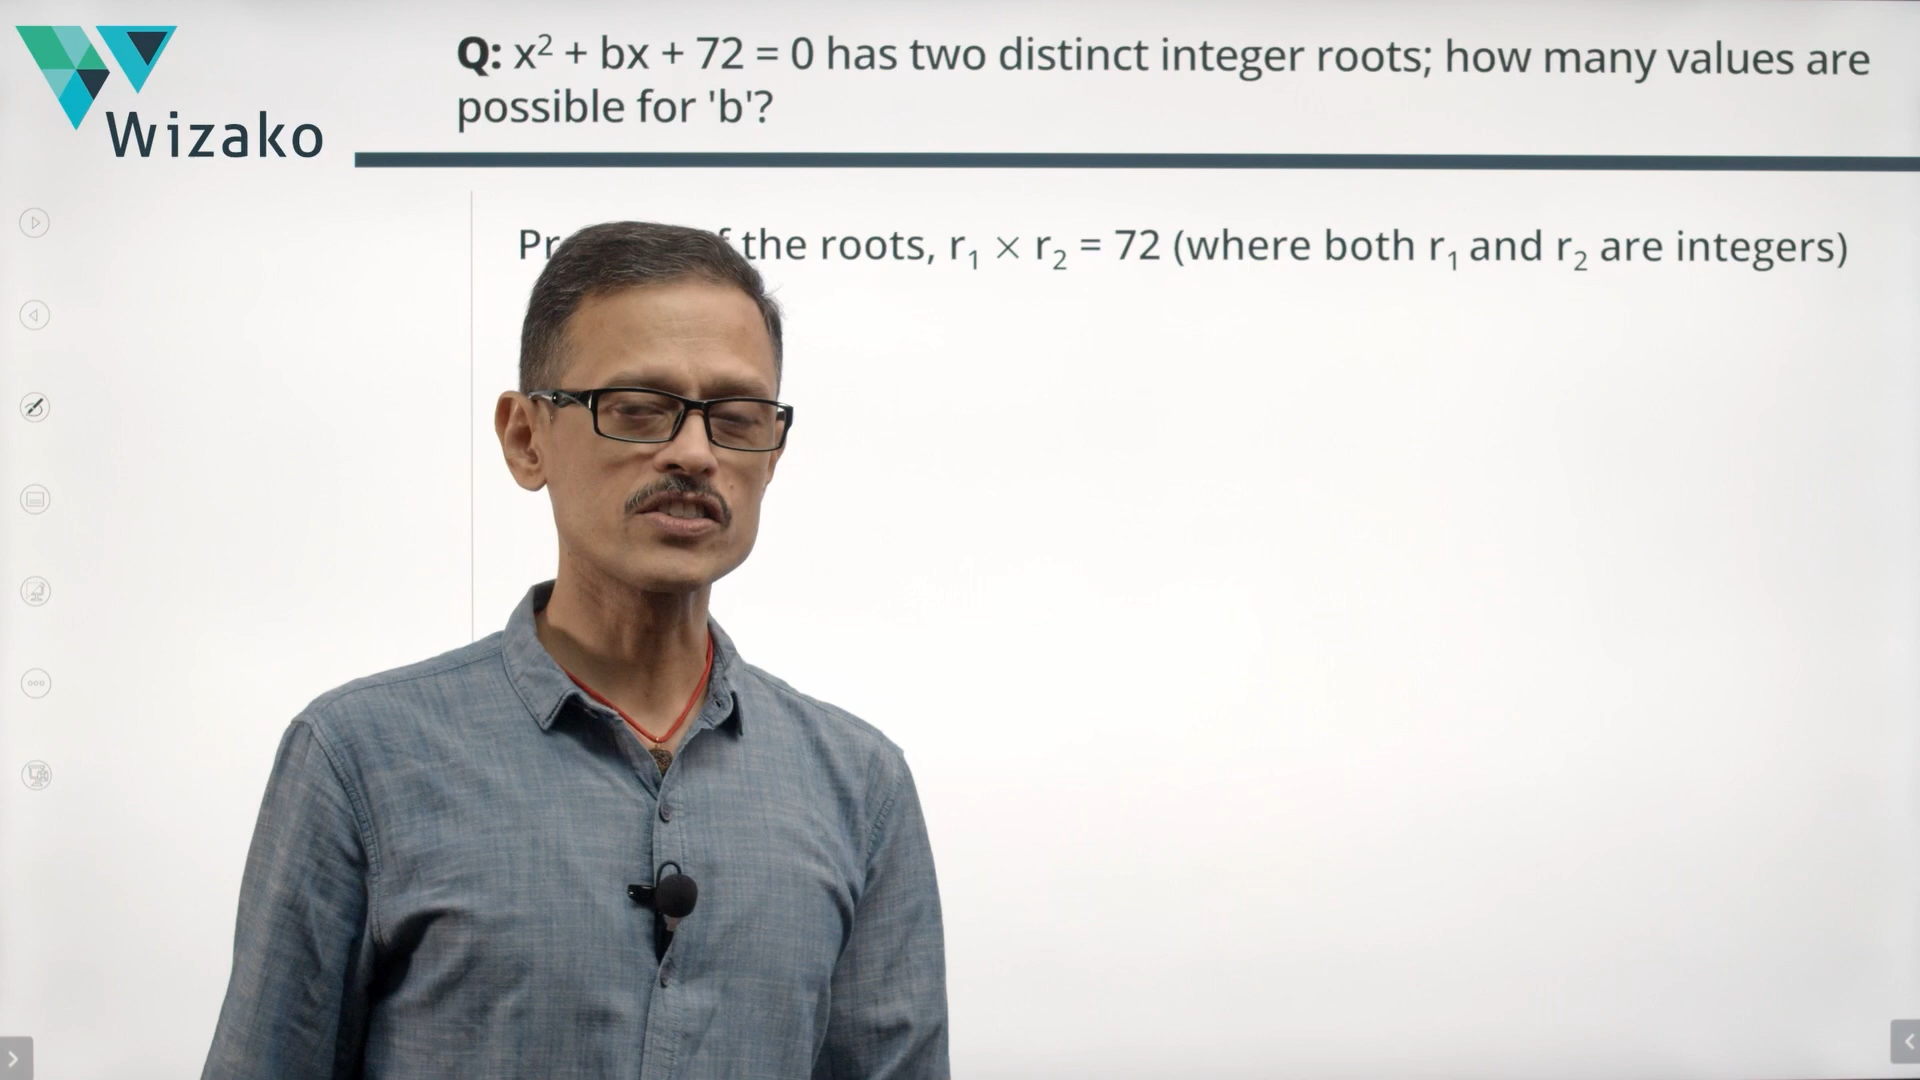 Wizako
Q: x² + bx + 72 = 0 has two distinct integer roots; how many values are
possible for 'b'?
the roots, r₁ × r₂ = 72 (where both r₁ and r₂ are integers)